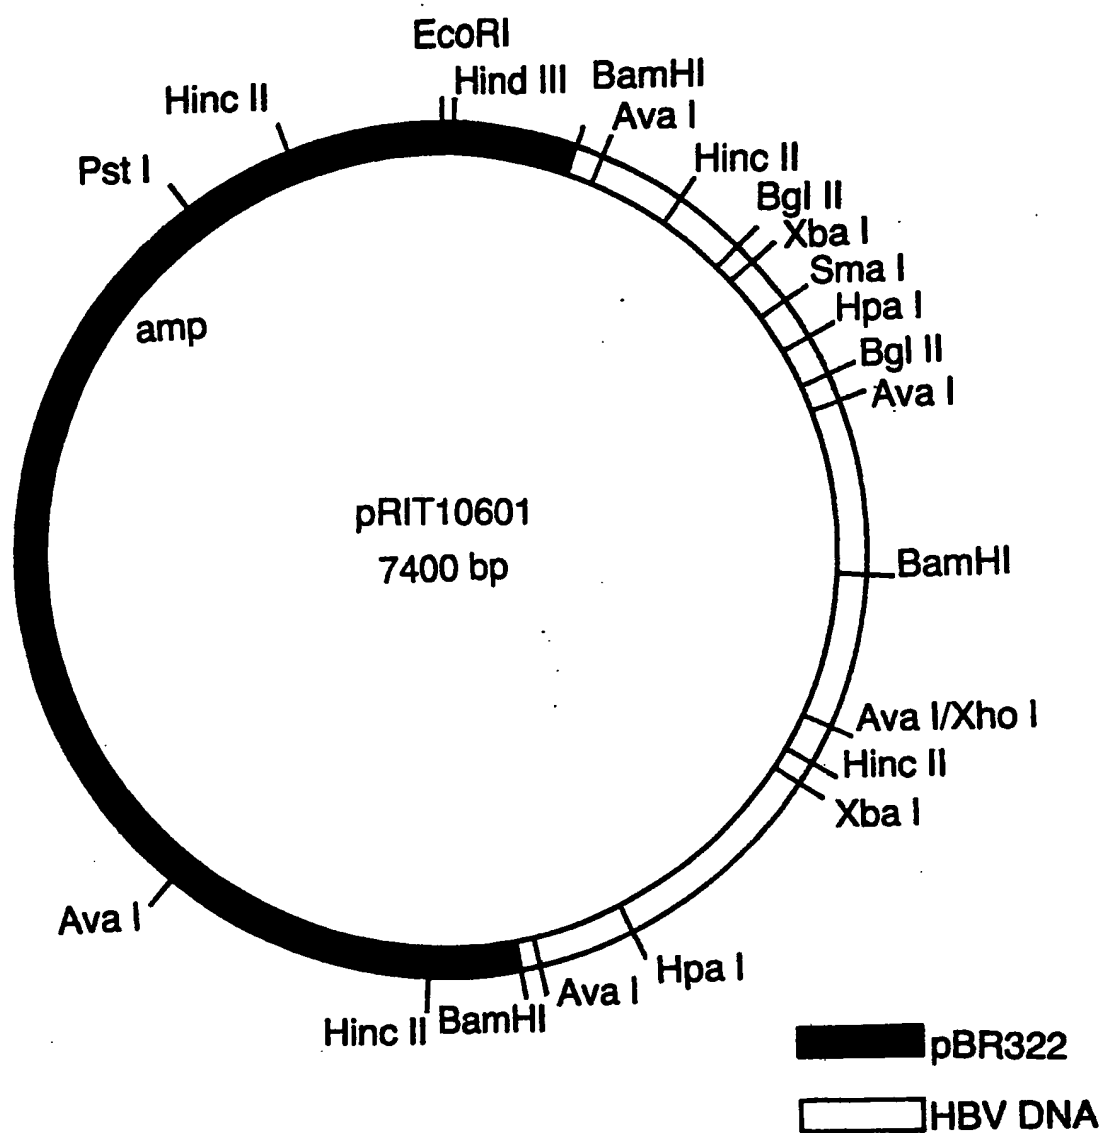 EcoRI
Hind III
BamHI
Hinc II
Ava I
Pst I
Hinc II
Bgl II
Xba I
Sma I
Hpa I
amp
Bgl II
Ava I
pRIT10601
7400 bp
BamHI
Ava I/Xho I
Hinc II
Xba I
Ava I
Hpa I
Ava I
BamHI
Hinc II
pBR322
HBV DNA